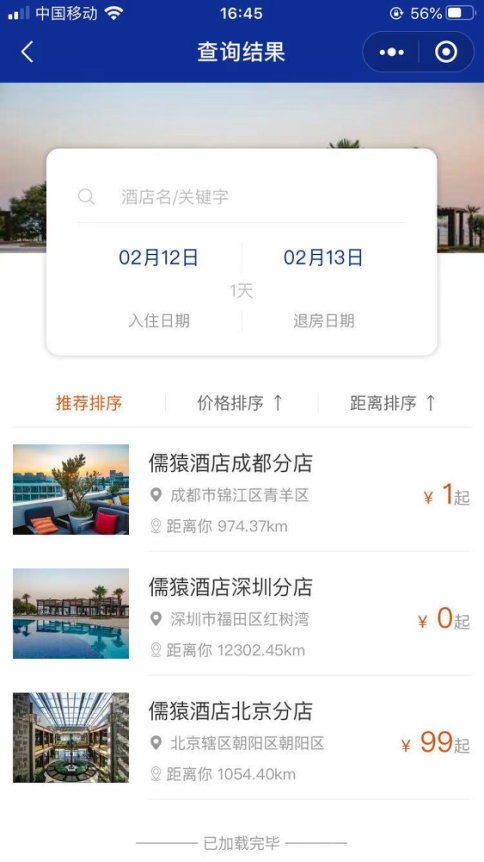 中国移动 16:45 56%
查询结果
酒店名/关键字
02月12日 02月13日
1天
入住日期 退房日期
推荐排序 价格排序 ↑ 距离排序 ↑
儒猿酒店成都分店
成都市锦江区青羊区 ¥ 1起
距离你 974.37km
儒猿酒店深圳分店
深圳市福田区红树湾 ¥ 0起
距离你 12302.45km
儒猿酒店北京分店
北京辖区朝阳区朝阳区 ¥ 99起
距离你 1054.40km
已加载完毕